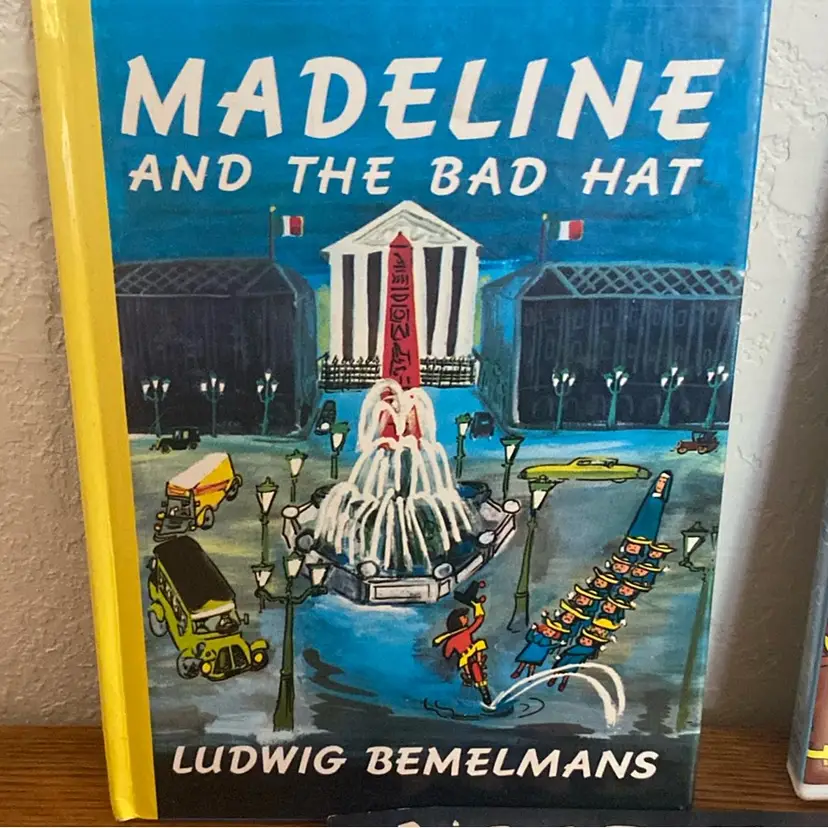 MADELINE
AND THE BAD HAT
LUDWIG BEMELMANS